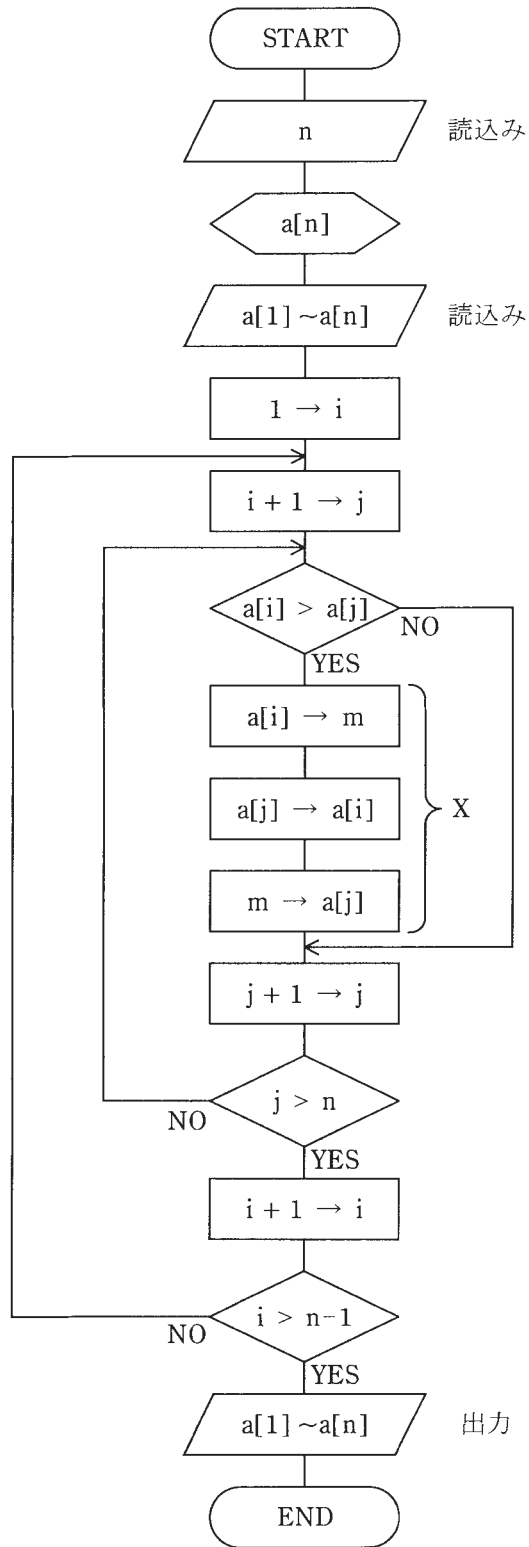 START
n 読込み
a[n]
a[1] ~a[n] 読込み
1 → i
i + 1 → j
a[i] > a[j]
NO
YES
a[i] → m
a[j] → a[i]
X
m → a[j]
j + 1 → j
j > n
NO
YES
i + 1 → i
i > n-1
NO
YES
a[1] ~a[n] 出力
END